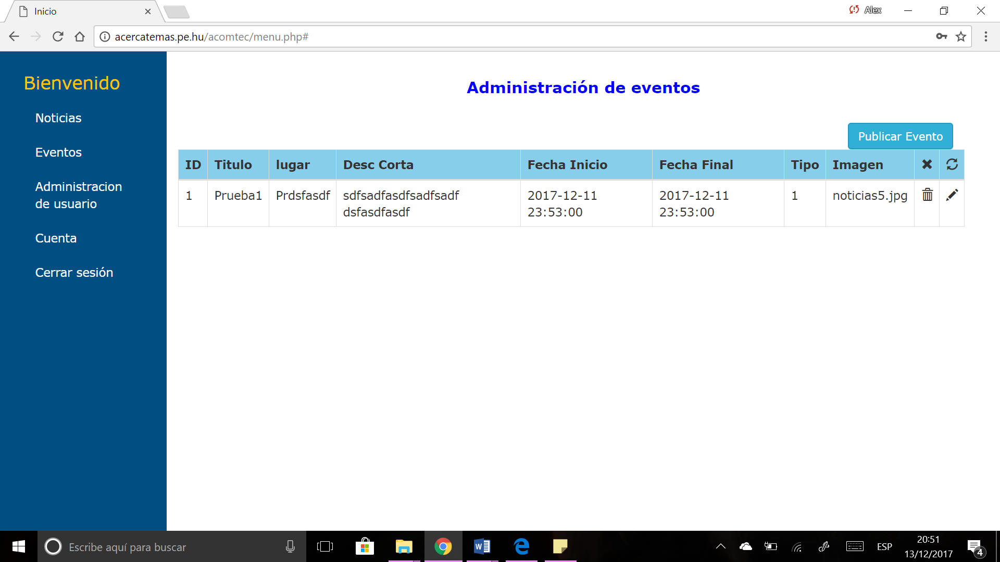 Inicio
Alex
acercatemas.pe.hu/acomtec/menu.php#
Bienvenido
Noticias
Eventos
Administracion
de usuario
Cuenta
Cerrar sesión
Administración de eventos
Publicar Evento
ID Titulo lugar Desc Corta Fecha Inicio Fecha Final Tipo Imagen
1 Prueba1 Prdsfasdf sdfsadfasdfsadfsadf 2017-12-11 2017-12-11 1 noticias5.jpg
dsfasdfasdf 23:53:00 23:53:00
Escribe aquí para buscar
ESP
20:51
13/12/2017
4